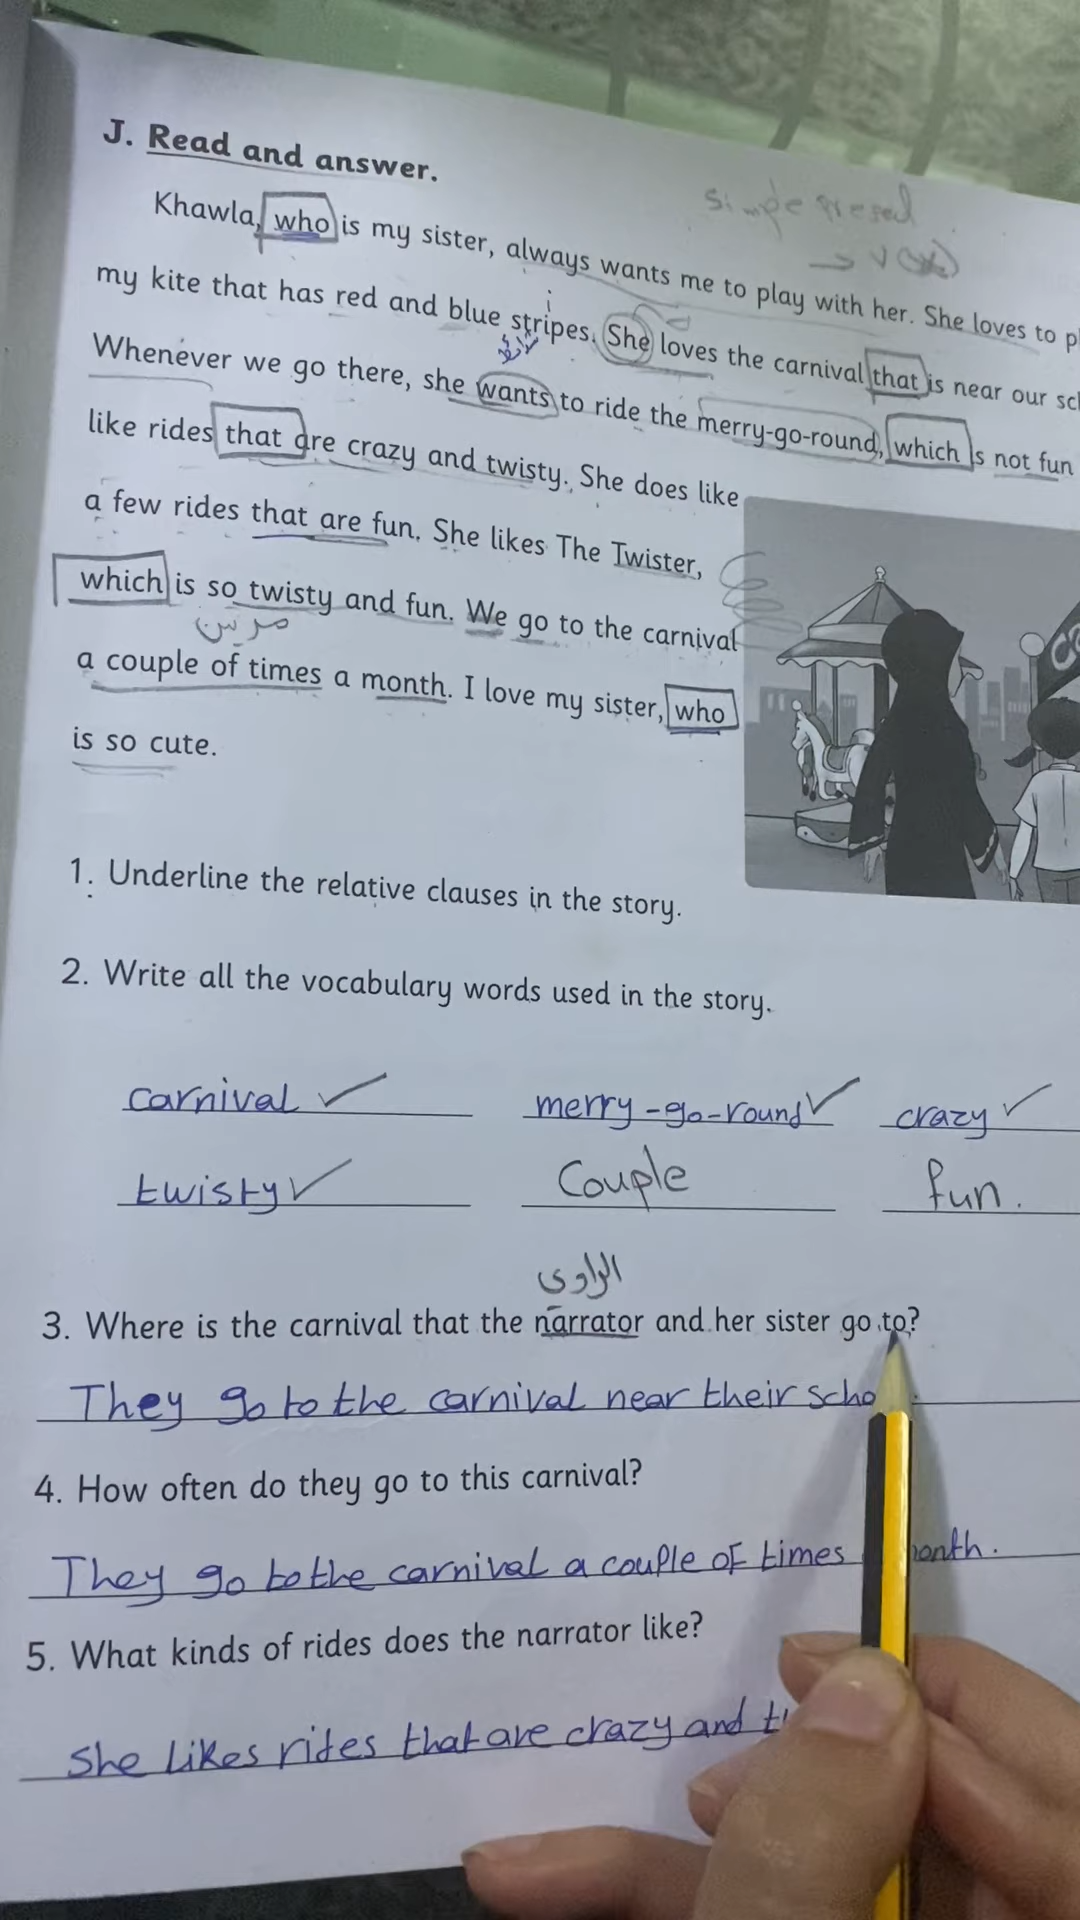 J. Read and answer.
simple
Khawla, who is my sister, always wants me to play with her. She loves to
my kite that has red and blue stripes. She loves the carnival that is near our
i
Whenever we go there, she wants to ride the merry-go-round, which is not fun
like rides that are crazy and twisty. She does like
a few rides that are fun. She likes The Twister,
which is so twisty and fun. We go to the carnival
مرتين
a couple of times a month. I love my sister, who
is so cute.
1. Underline the relative clauses in the story.
2. Write all the vocabulary words used in the story.
carnival ✓ merry-go-round ✓ crazy ✓
twisty ✓ Couple fun.
الراوى
3. Where is the carnival that the narrator and her sister go to?
They go to the carnival near their
4. How often do they go to this carnival?
They go to the carnival a couple of times
5. What kinds of rides does the narrator like?
She likes rides that are crazy and